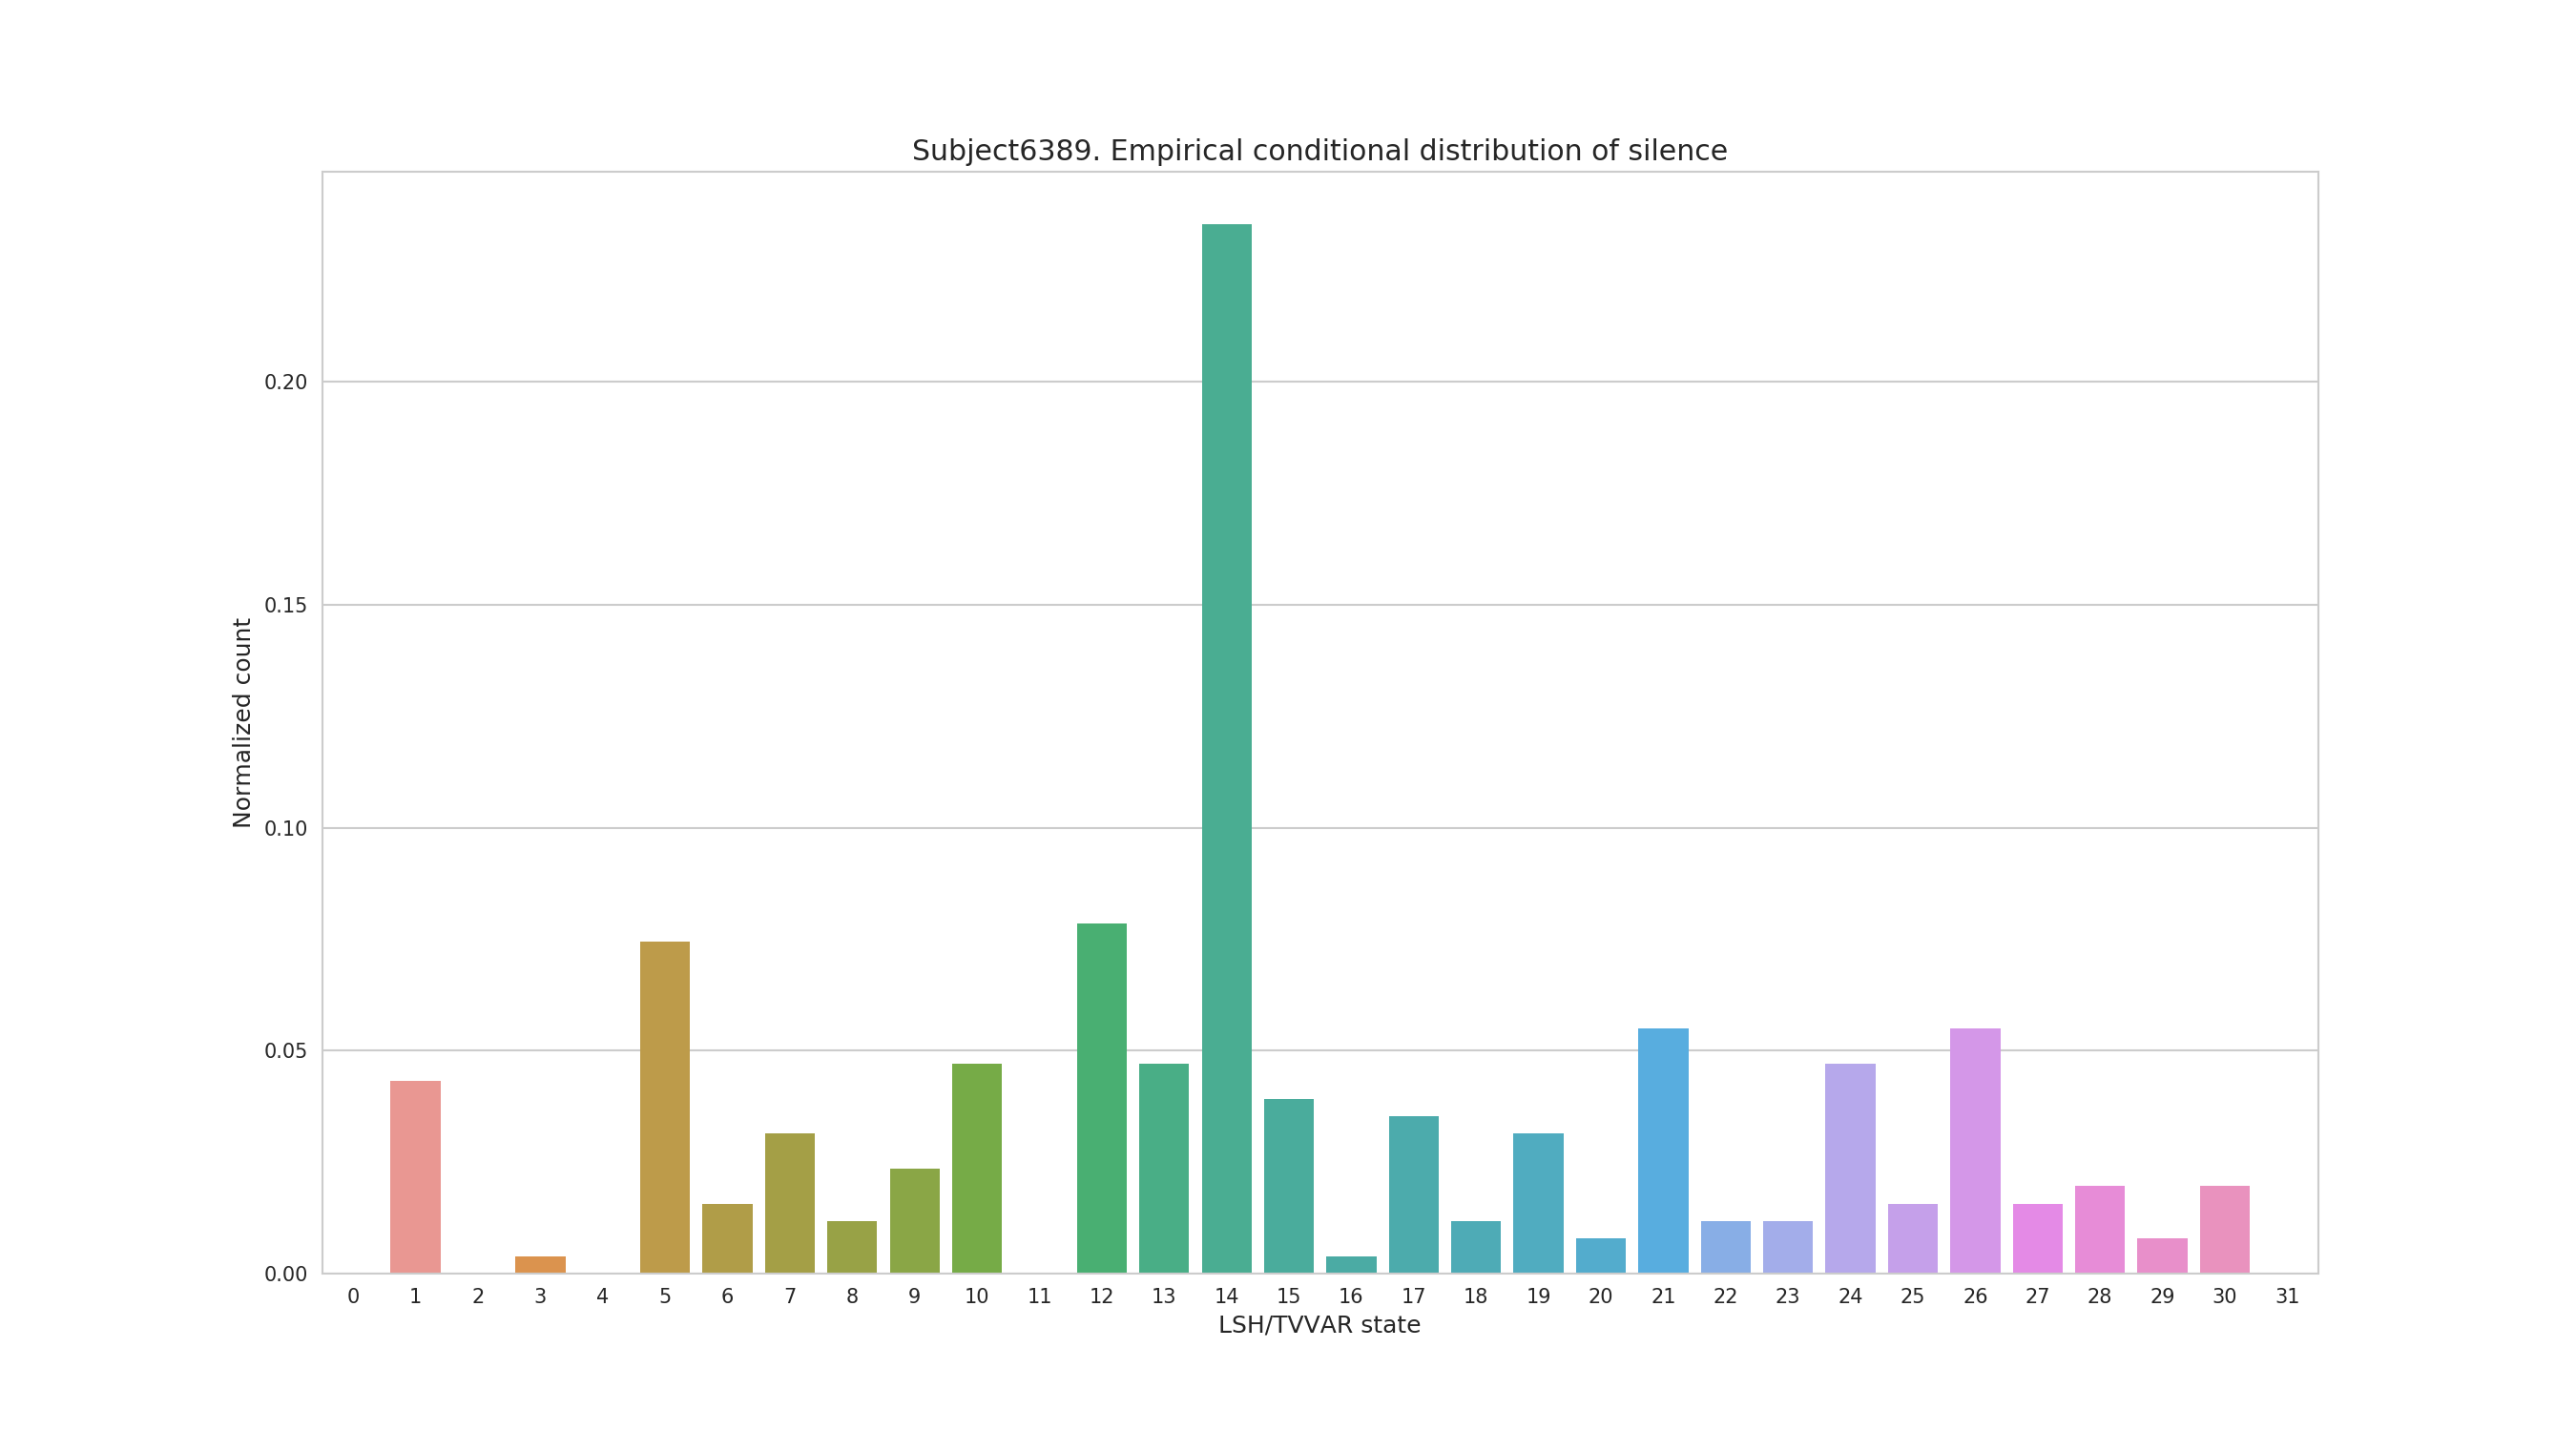 Subject6389. Empirical conditional distribution of silence
0.20
0.15
0.10
0.05
0.00
Normalized count
0 1 2 3 4 5 6 7 8 9 10 11 12 13 14 15 16 17 18 19 20 21 22 23 24 25 26 27 28 29 30 31
LSH/TVVAR state